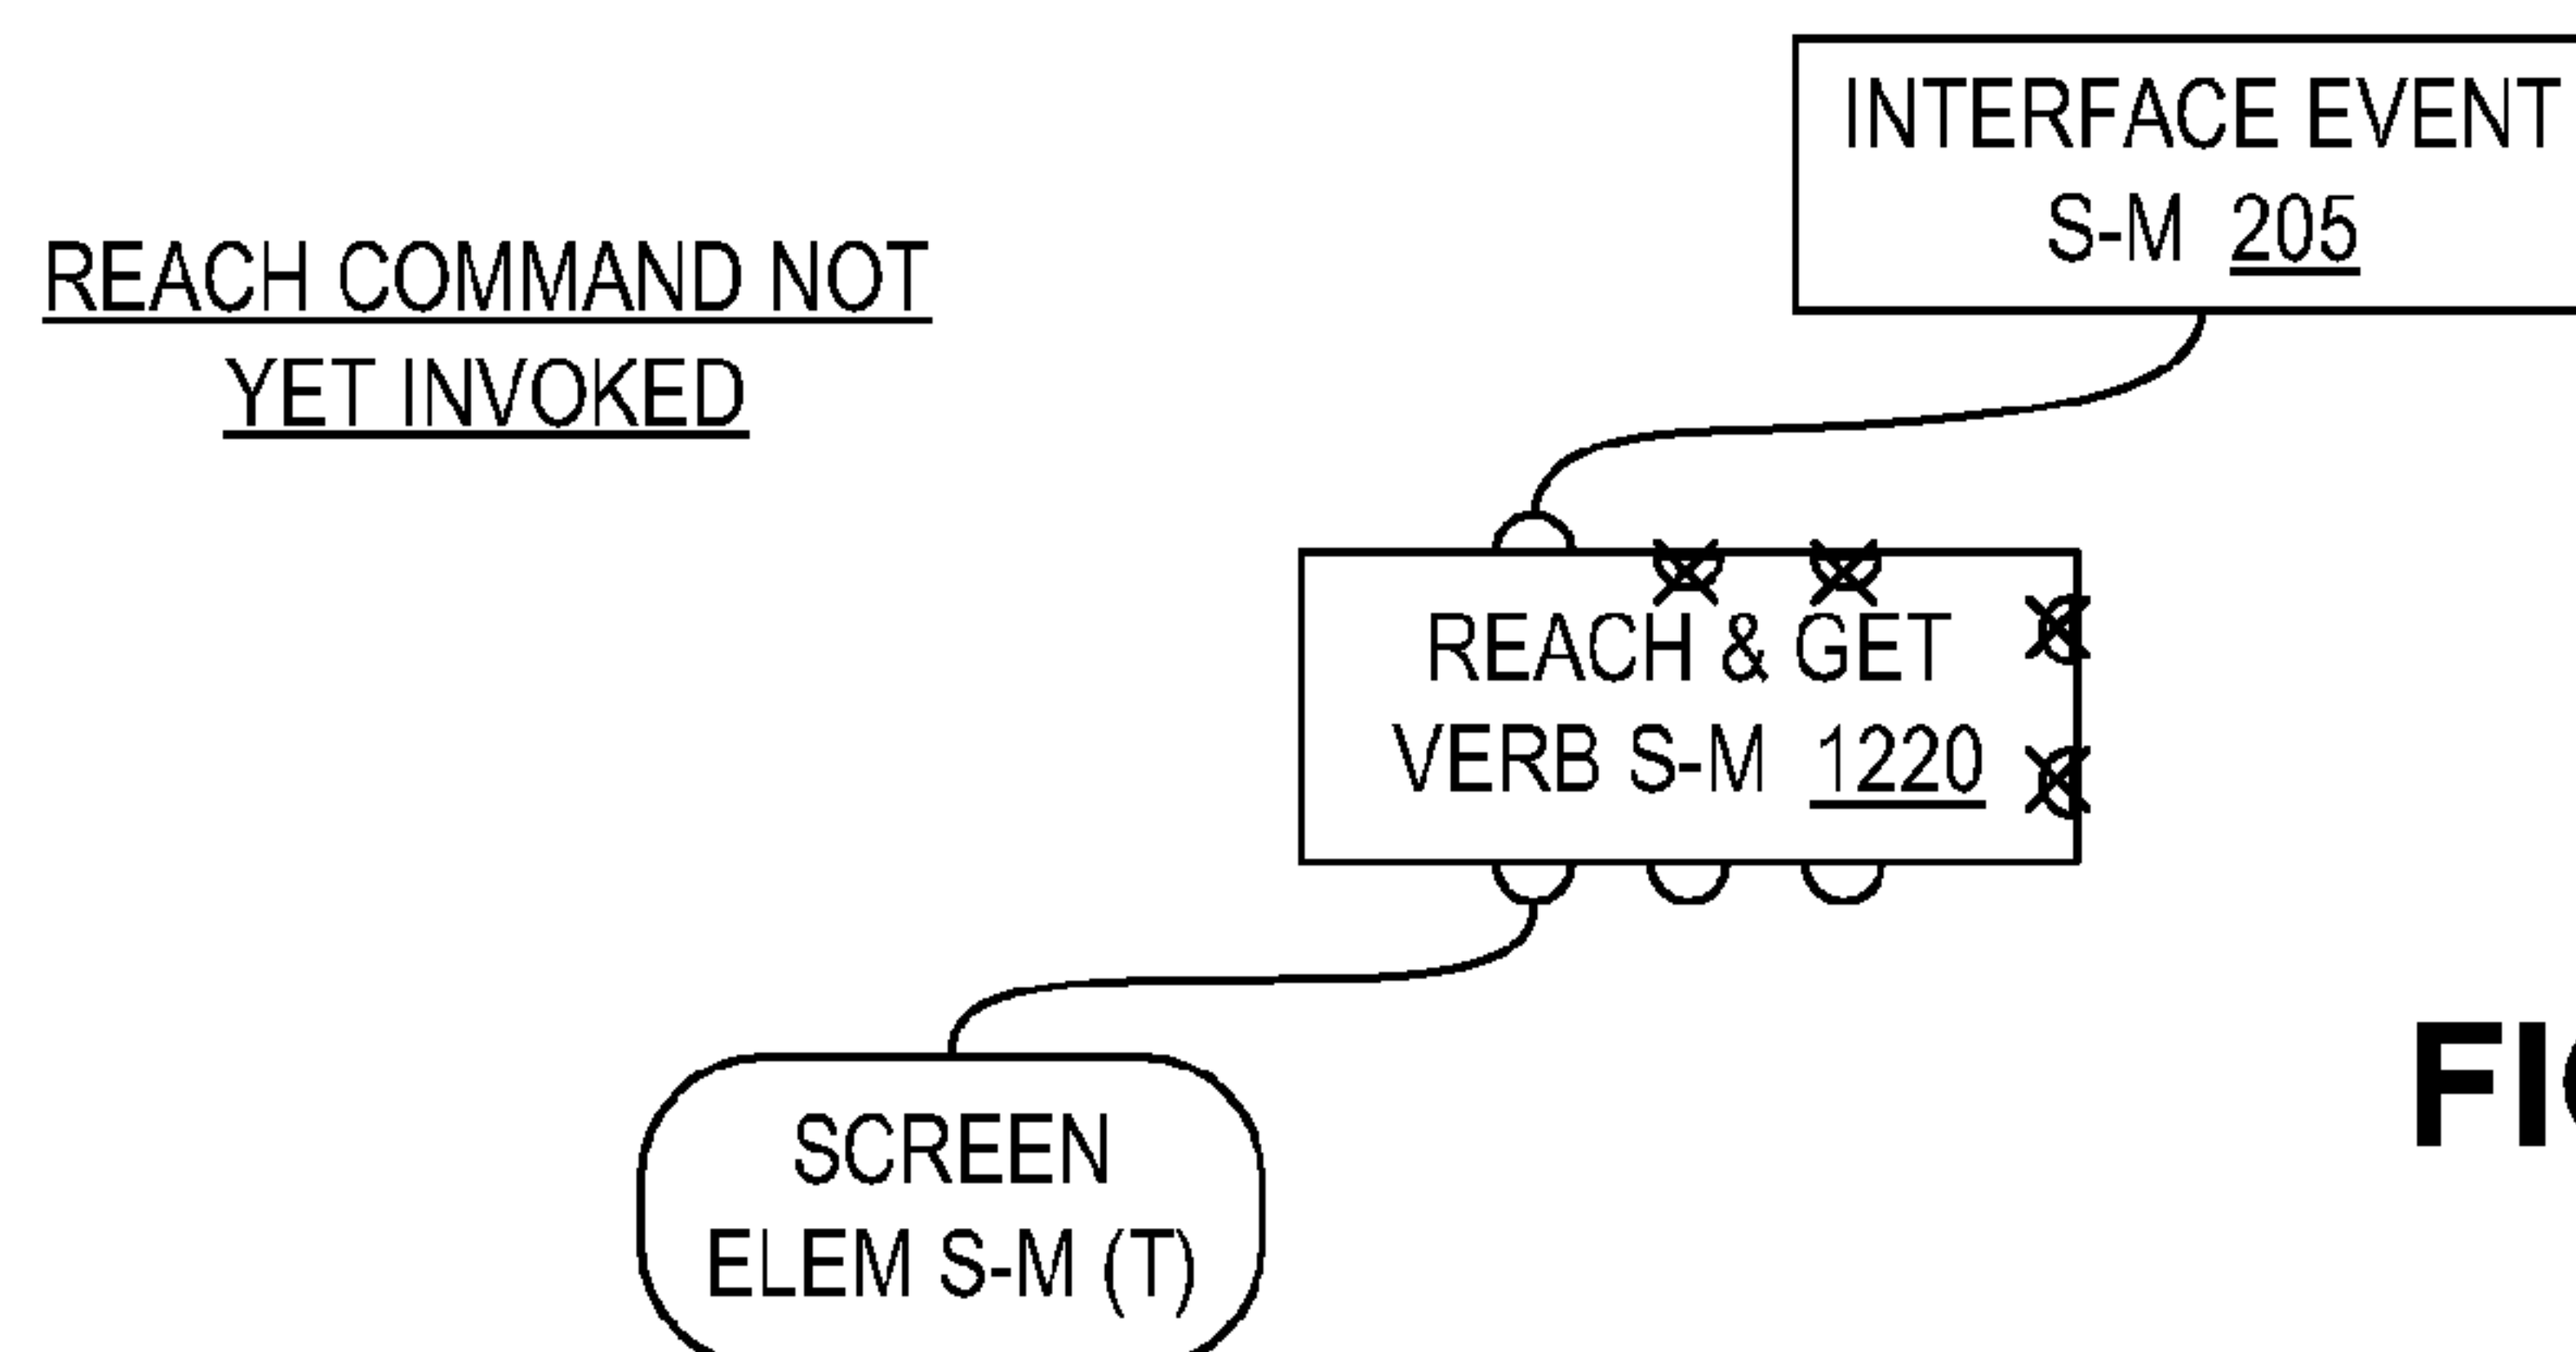 INTERFACE EVENT
S-M 205
REACH COMMAND NOT
YET INVOKED
REACH & GET
VERB S-M 1220
SCREEN
ELEM S-M (T)